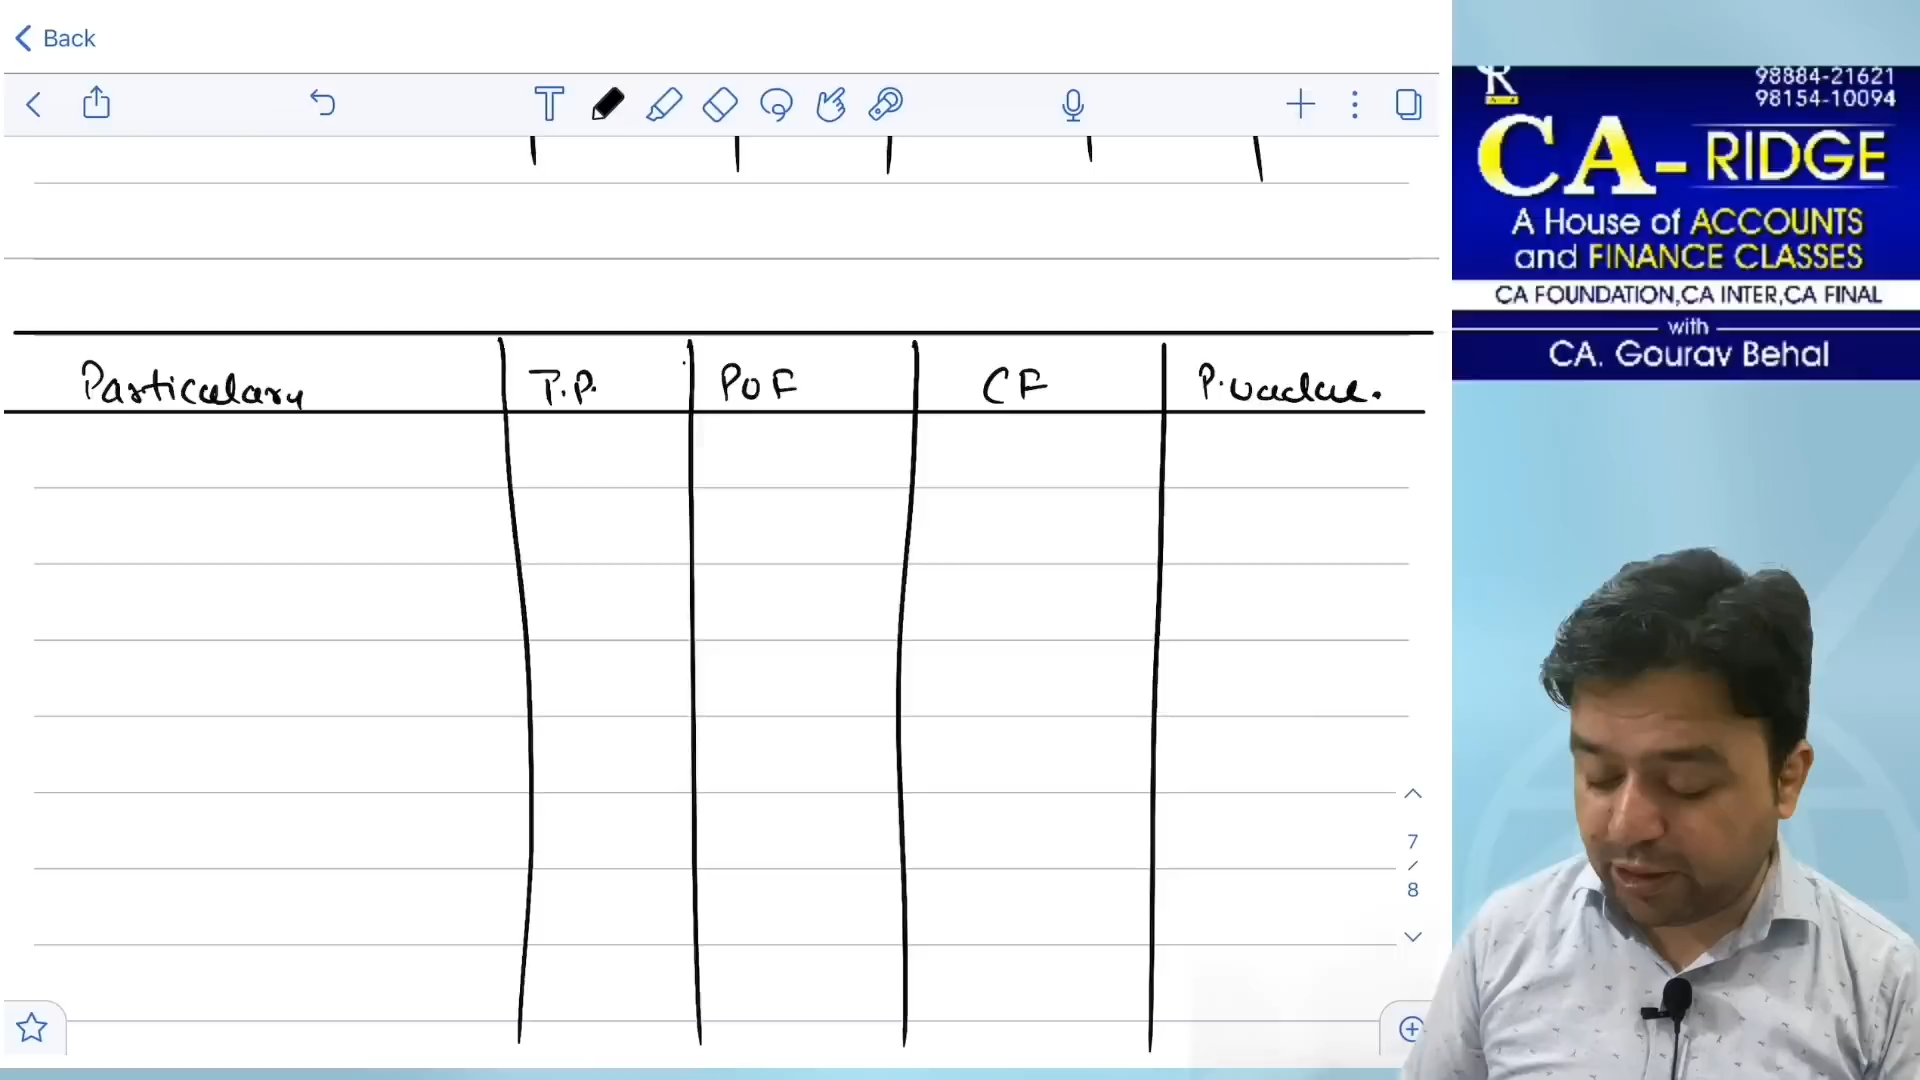 Back
T
Particulars T.P. POF CF P.value.
7
/
8
R
98884-21621
98154-10094
CA-RIDGE
A House of ACCOUNTS
and FINANCE CLASSES
CA FOUNDATION,CA INTER,CA FINAL
with
CA. Gourav Behal